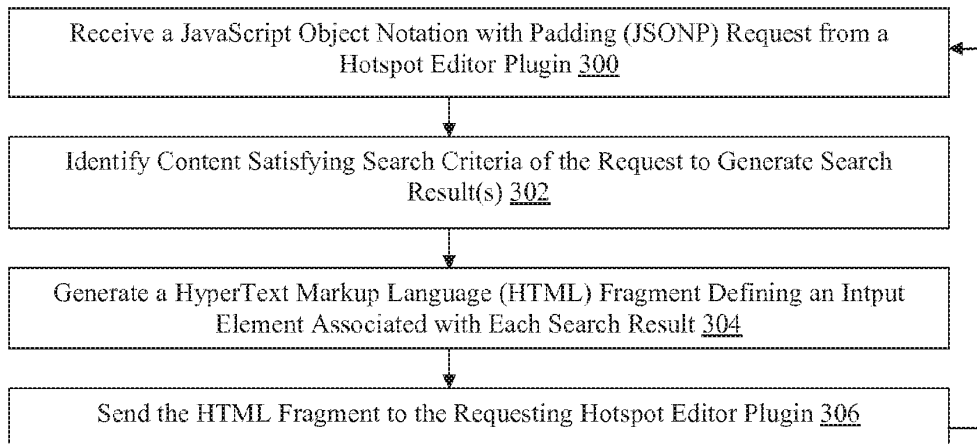 Receive a JavaScript Object Notation with Padding (JSONP) Request from a
Hotspot Editor Plugin 300
Identify Content Satisfying Search Criteria of the Request to Generate Search
Result(s) 302
Generate a HyperText Markup Language (HTML) Fragment Defining an Intput
Element Associated with Each Search Result 304
Send the HTML Fragment to the Requesting Hotspot Editor Plugin 306